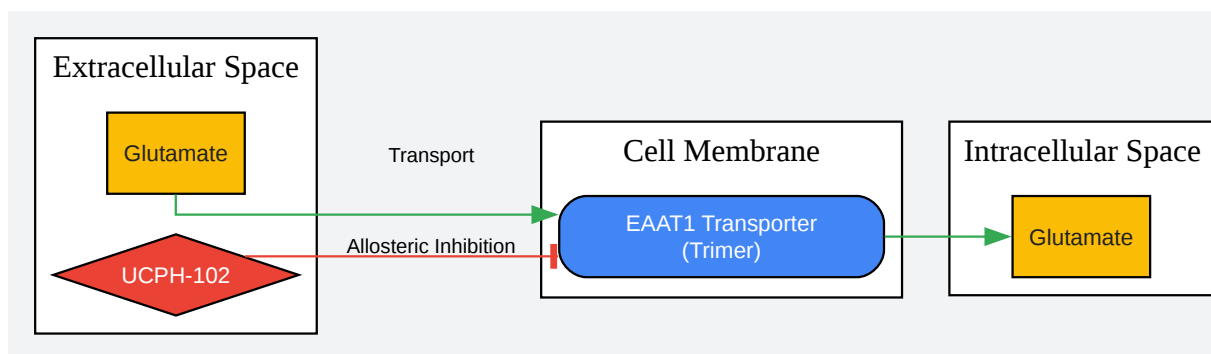 Extracellular Space
Glutamate
UCPH-102
Transport
Allosteric Inhibition
Cell Membrane
EAAT1 Transporter
(Trimer)
Intracellular Space
Glutamate